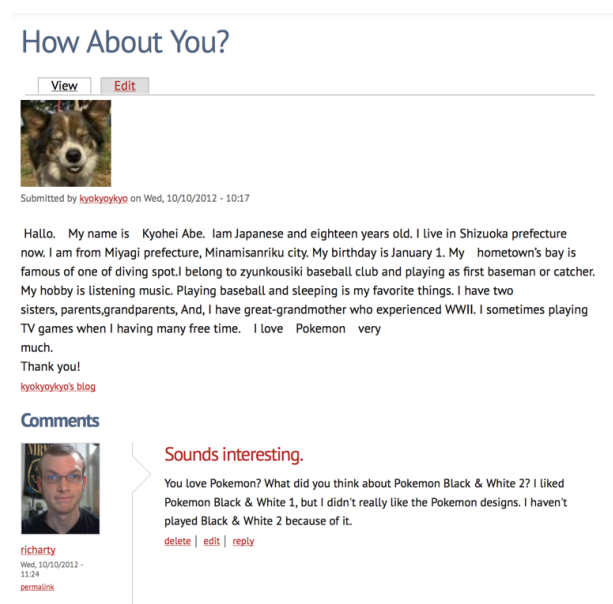 How About You?
View Edit
Submitted by kyokyoykyo on Wed, 10/10/2012 - 10:17
Hallo. My name is Kyohei Abe. Iam Japanese and eighteen years old. I live in Shizuoka prefecture
now. I am from Miyagi prefecture, Minamisanriku city. My birthday is January 1. My hometown's bay is
famous of one of diving spot.I belong to zyunkousiki baseball club and playing as first baseman or catcher.
My hobby is listening music. Playing baseball and sleeping is my favorite things. I have two
sisters, parents,grandparents, And, I have great-grandmother who experienced WWII. I sometimes playing
TV games when I having many free time. I love Pokemon very
much.
Thank you!
kyokyoykyo's blog
Comments
Sounds interesting.
You love Pokemon? What did you think about Pokemon Black & White 2? I liked
Pokemon Black & White 1, but I didn't really like the Pokemon designs. I haven't
played Black & White 2 because of it.
delete | edit | reply
richarty
Wed, 10/10/2012 -
11:24
permalink